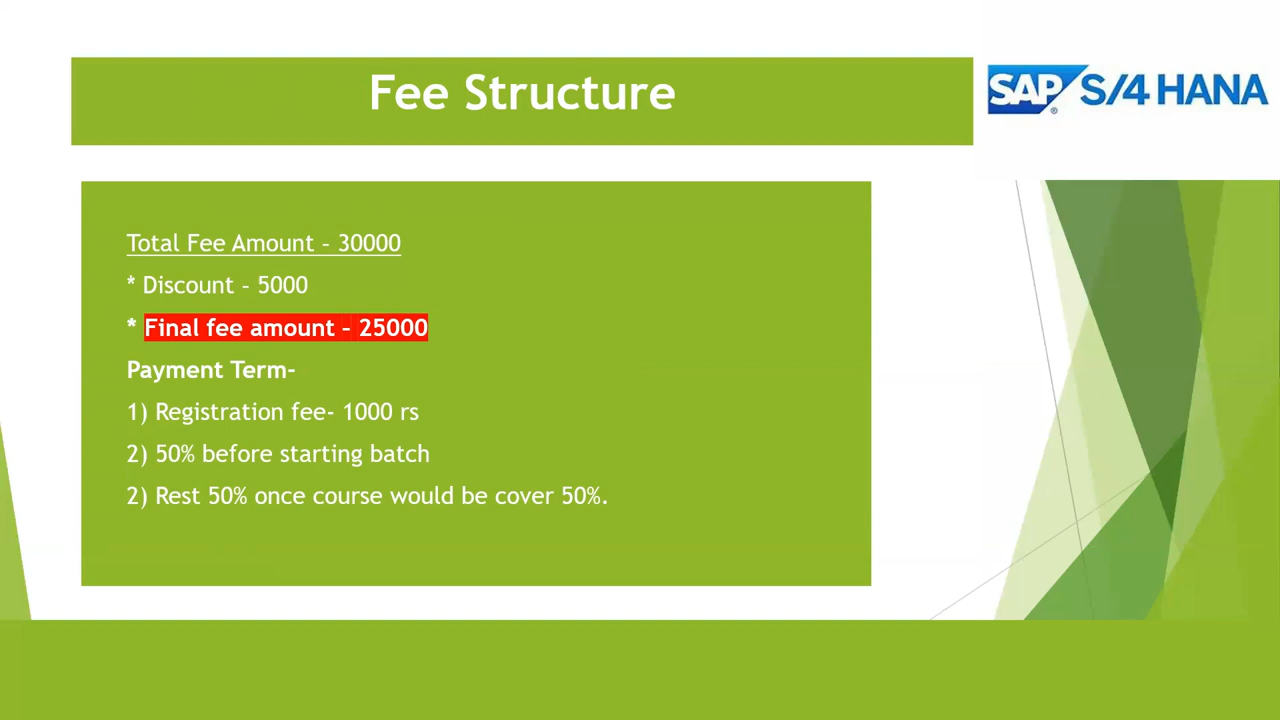 Fee Structure
SAP® S/4 HANA
Total Fee Amount – 30000
* Discount – 5000
* Final fee amount – 25000
Payment Term-
1) Registration fee- 1000 rs
2) 50% before starting batch
2) Rest 50% once course would be cover 50%.